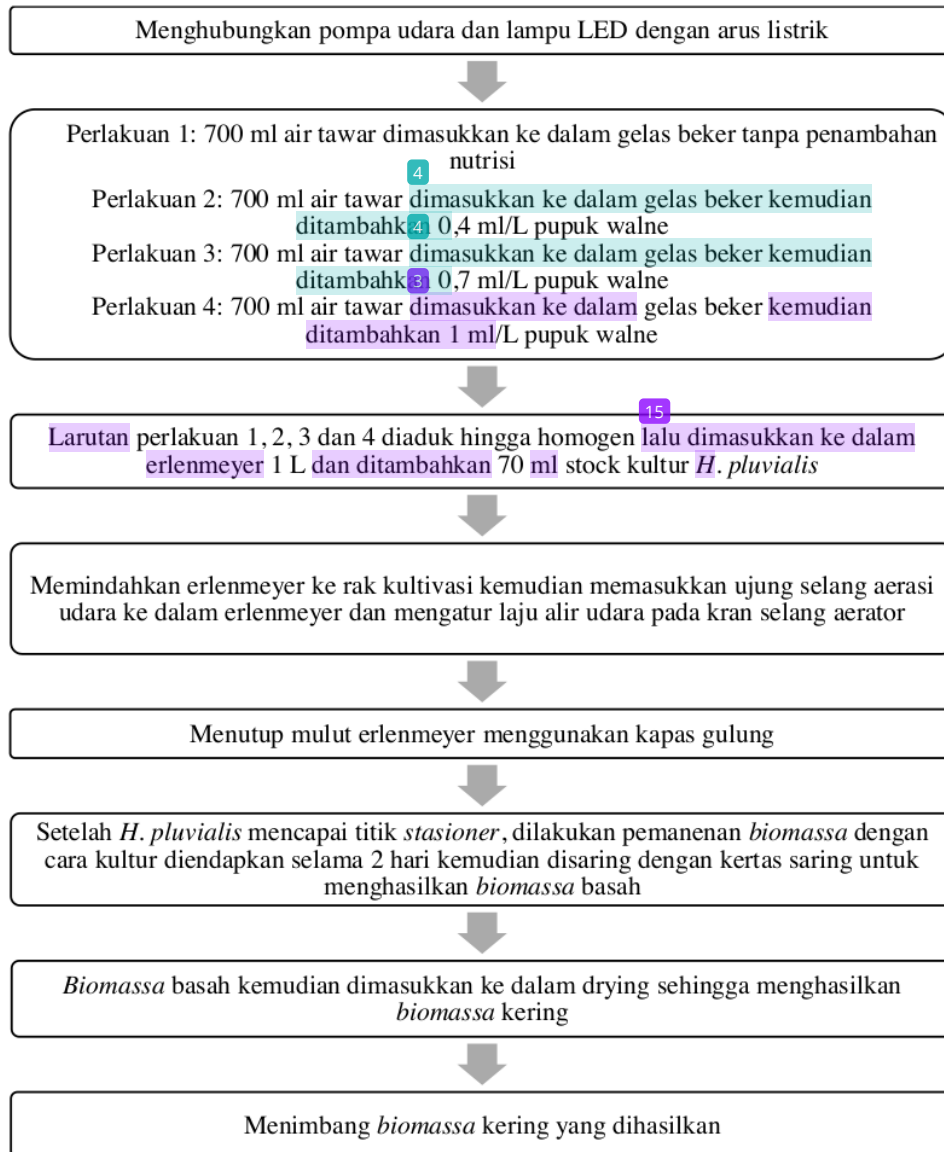 Menghubungkan pompa udara dan lampu LED dengan arus listrik
Perlakuan 1: 700 ml air tawar dimasukkan ke dalam gelas beker tanpa penambahan
nutrisi
4
Perlakuan 2: 700 ml air tawar dimasukkan ke dalam gelas beker kemudian
ditambahkan 0,4 ml/L pupuk walne
4
Perlakuan 3: 700 ml air tawar dimasukkan ke dalam gelas beker kemudian
ditambahkan 0,7 ml/L pupuk walne
3
Perlakuan 4: 700 ml air tawar dimasukkan ke dalam gelas beker kemudian
ditambahkan 1 ml/L pupuk walne
15
Larutan perlakuan 1, 2, 3 dan 4 diaduk hingga homogen lalu dimasukkan ke dalam
erlenmeyer 1 L dan ditambahkan 70 ml stock kultur H. pluvialis
Memindahkan erlenmeyer ke rak kultivasi kemudian memasukkan ujung selang aerasi
udara ke dalam erlenmeyer dan mengatur laju alir udara pada kran selang aerator
Menutup mulut erlenmeyer menggunakan kapas gulung
Setelah H. pluvialis mencapai titik stasioner, dilakukan pemanenan biomassa dengan
cara kultur diendapkan selama 2 hari kemudian disaring dengan kertas saring untuk
menghasilkan biomassa basah
Biomassa basah kemudian dimasukkan ke dalam drying sehingga menghasilkan
biomassa kering
Menimbang biomassa kering yang dihasilkan